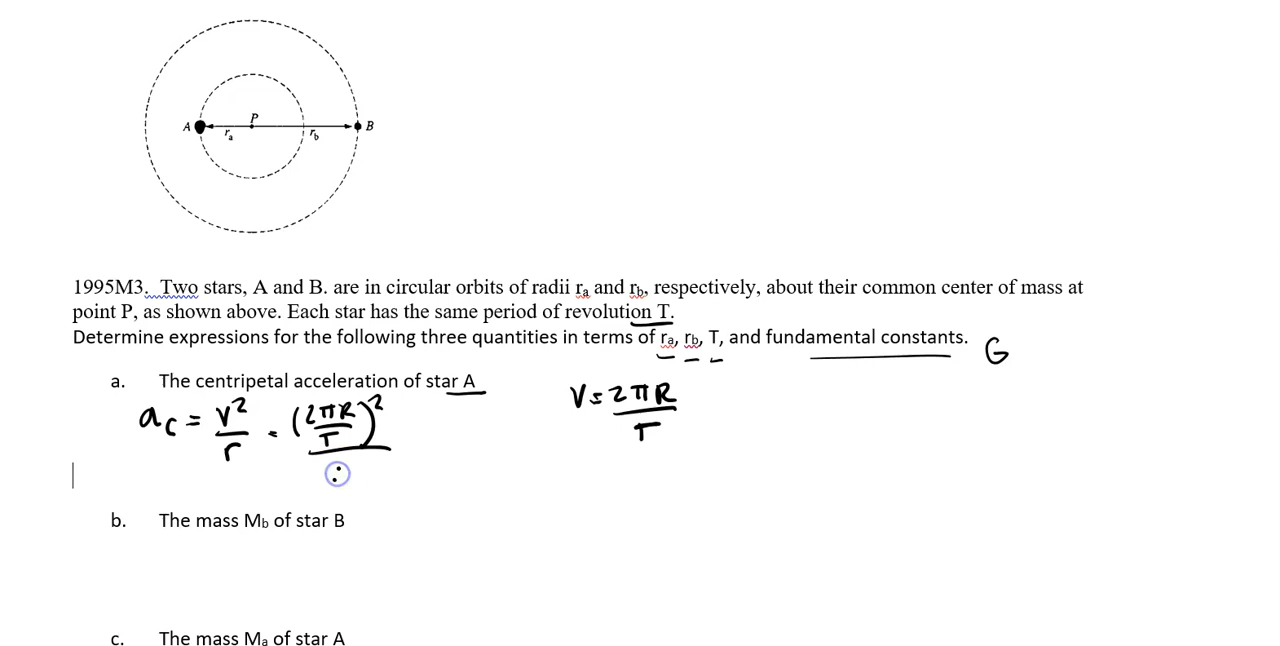 P
A B
ra rb
1995M3. Two stars, A and B. are in circular orbits of radii ra and rb, respectively, about their common center of mass at
point P, as shown above. Each star has the same period of revolution T.
Determine expressions for the following three quantities in terms of ra, rb, T, and fundamental constants. G
a. The centripetal acceleration of star A
ac = v²/r = (2πR/T)²
V = 2πR/T
b. The mass Mb of star B
c. The mass Ma of star A